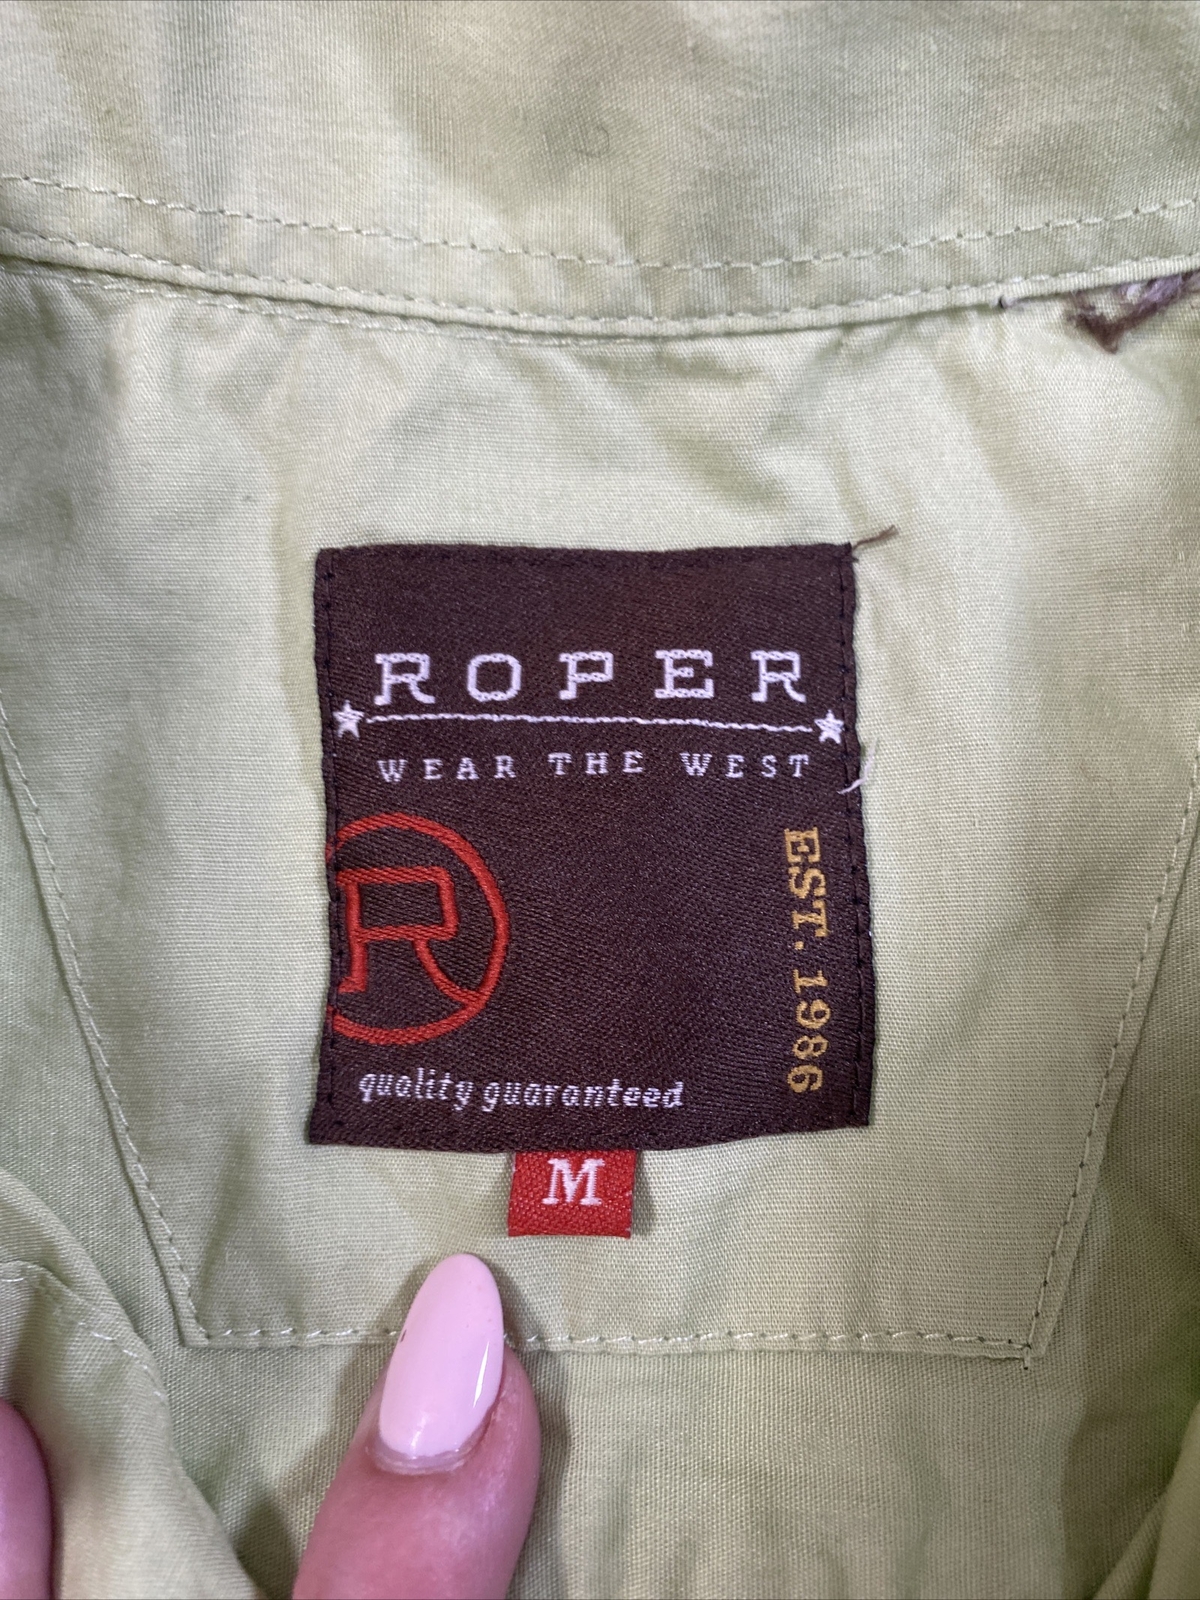 ROPER
WEAR THE WEST
EST. 1986
R
quality guaranteed
M